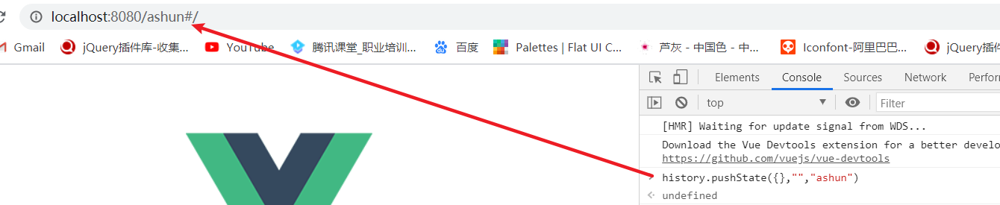 localhost:8080/ashun#/
Gmail jQuery插件库-收集... YouTube 腾讯课堂_职业培训... 百度 Palettes | Flat UI C... 芦灰 - 中国色 - 中... Iconfont-阿里巴巴... jQuery插件
Elements Console Sources Network Perfor
top Filter
[HMR] Waiting for update signal from WDS...
Download the Vue Devtools extension for a better develo
https://github.com/vuejs/vue-devtools
> history.pushState({},"","ashun")
undefined